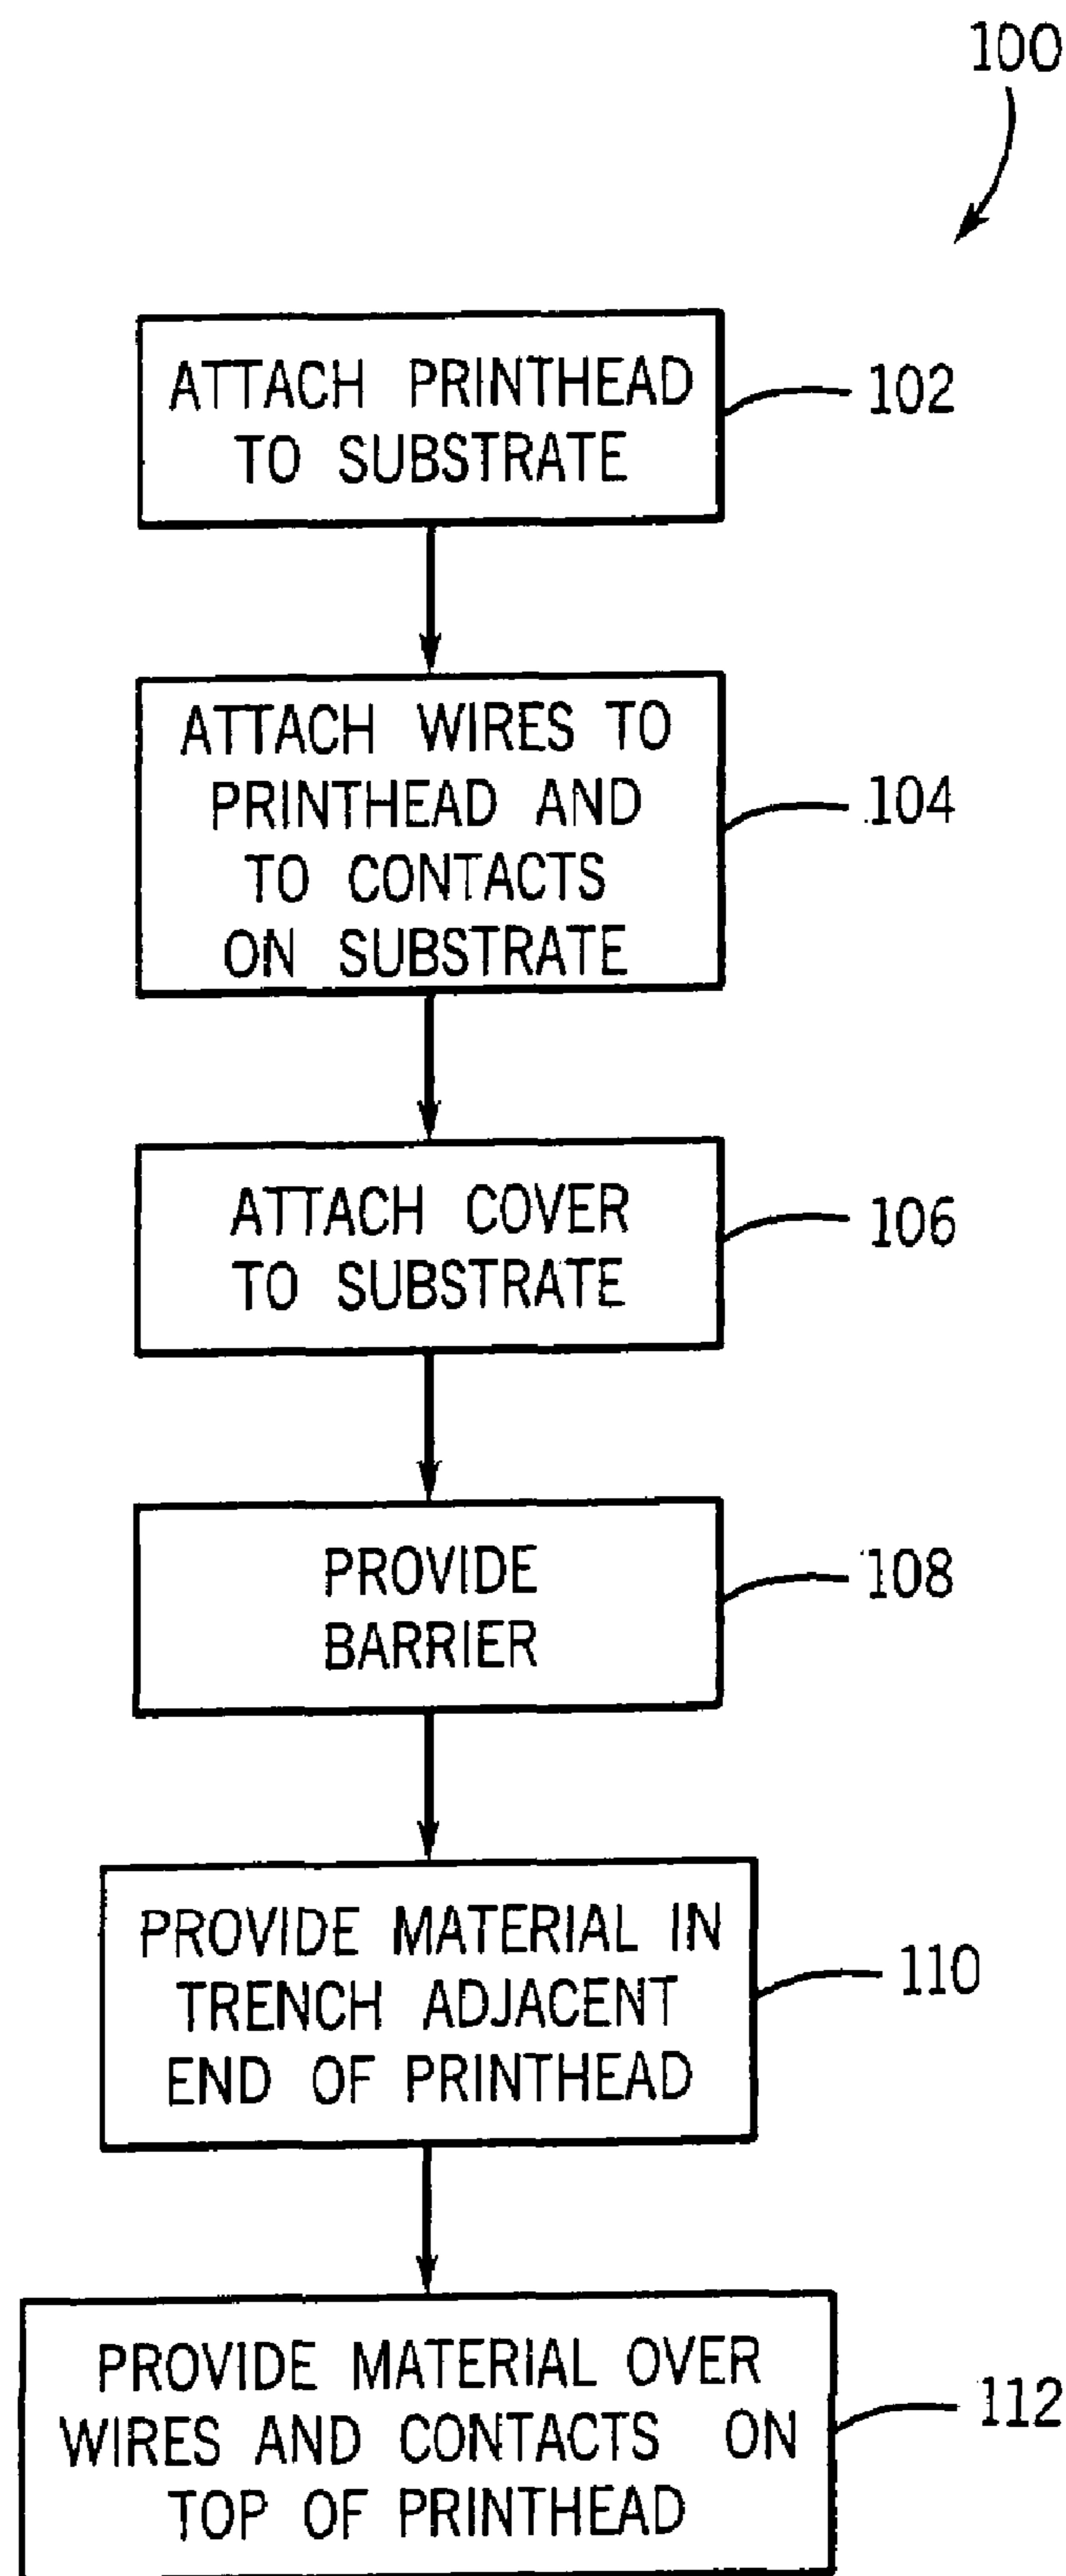 100
ATTACH PRINTHEAD
TO SUBSTRATE
102
ATTACH WIRES TO
PRINTHEAD AND
TO CONTACTS
ON SUBSTRATE
104
ATTACH COVER
TO SUBSTRATE
106
PROVIDE
BARRIER
108
PROVIDE MATERIAL IN
TRENCH ADJACENT
END OF PRINTHEAD
110
PROVIDE MATERIAL OVER
WIRES AND CONTACTS ON
TOP OF PRINTHEAD
112